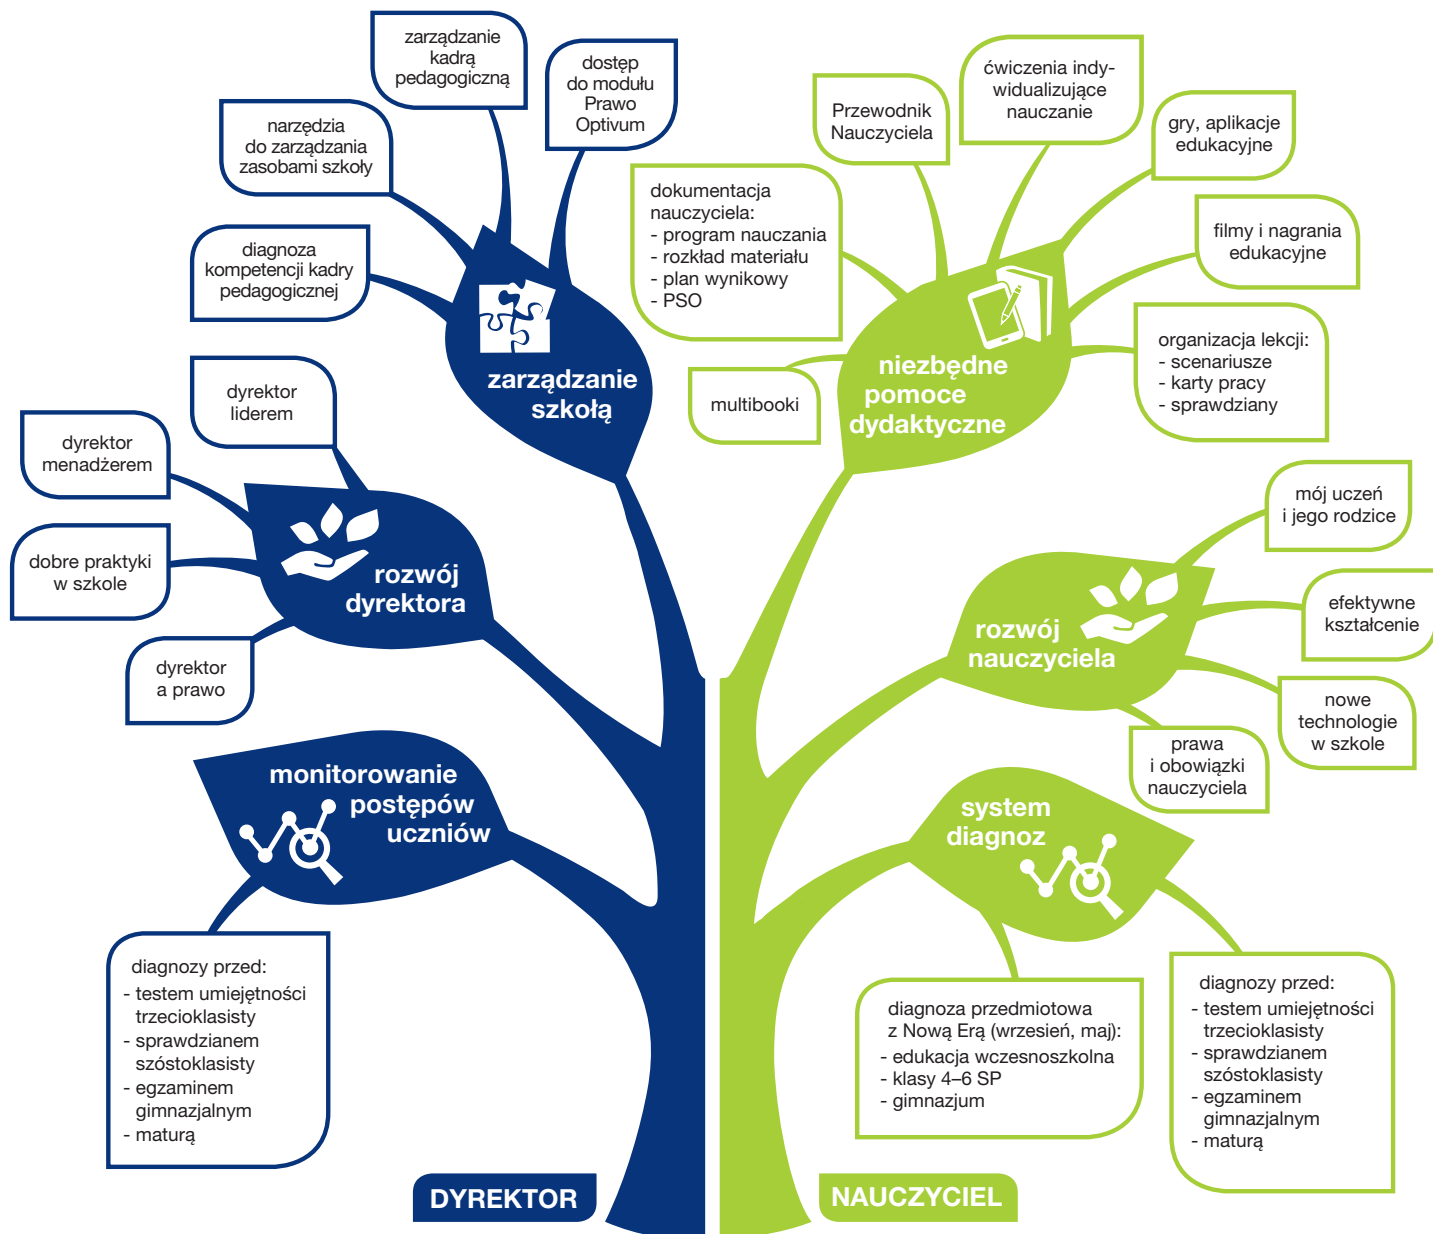 zarządzanie
kadrą
pedagogiczną
dostęp
do modułu
Prawo
Optivum
narzędzia
do zarządzania
zasobami szkoły
diagnoza
kompetencji kadry
pedagogicznej
zarządzanie
szkołą
dyrektor
liderem
dyrektor
menadżerem
dobre praktyki
w szkole
rozwój
dyrektora
dyrektor
a prawo
monitorowanie
postępów
uczniów
diagnozy przed:
- testem umiejętności
trzecioklasisty
- sprawdzianem
szóstoklasisty
- egzaminem
gimnazjalnym
- maturą
DYREKTOR
Przewodnik
Nauczyciela
ćwiczenia indy-
widualizujące
nauczanie
gry, aplikacje
edukacyjne
dokumentacja
nauczyciela:
- program nauczania
- rozkład materiału
- plan wynikowy
- PSO
filmy i nagrania
edukacyjne
organizacja lekcji:
- scenariusze
- karty pracy
- sprawdziany
multibooki
niezbędne
pomoce
dydaktyczne
mój uczeń
i jego rodzice
efektywne
kształcenie
rozwój
nauczyciela
nowe
technologie
w szkole
prawa
i obowiązki
nauczyciela
system
diagnoz
diagnoza przedmiotowa
z Nową Erą (wrzesień, maj):
- edukacja wczesnoszkolna
- klasy 4–6 SP
- gimnazjum
diagnozy przed:
- testem umiejętności
trzecioklasisty
- sprawdzianem
szóstoklasisty
- egzaminem
gimnazjalnym
- maturą
NAUCZYCIEL